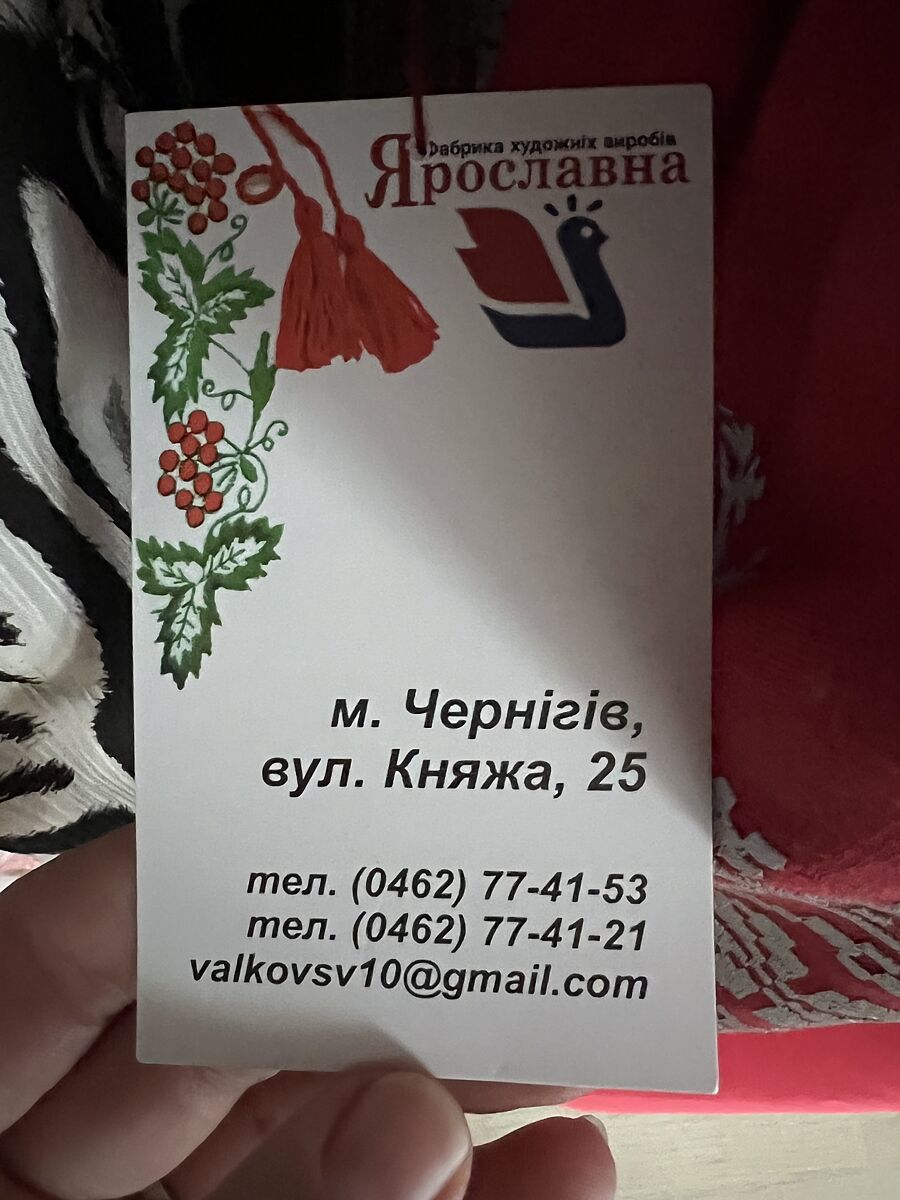 Фабрика художніх виробів
Ярославна
м. Чернігів,
вул. Княжа, 25
тел. (0462) 77-41-53
тел. (0462) 77-41-21
valkovsv10@gmail.com